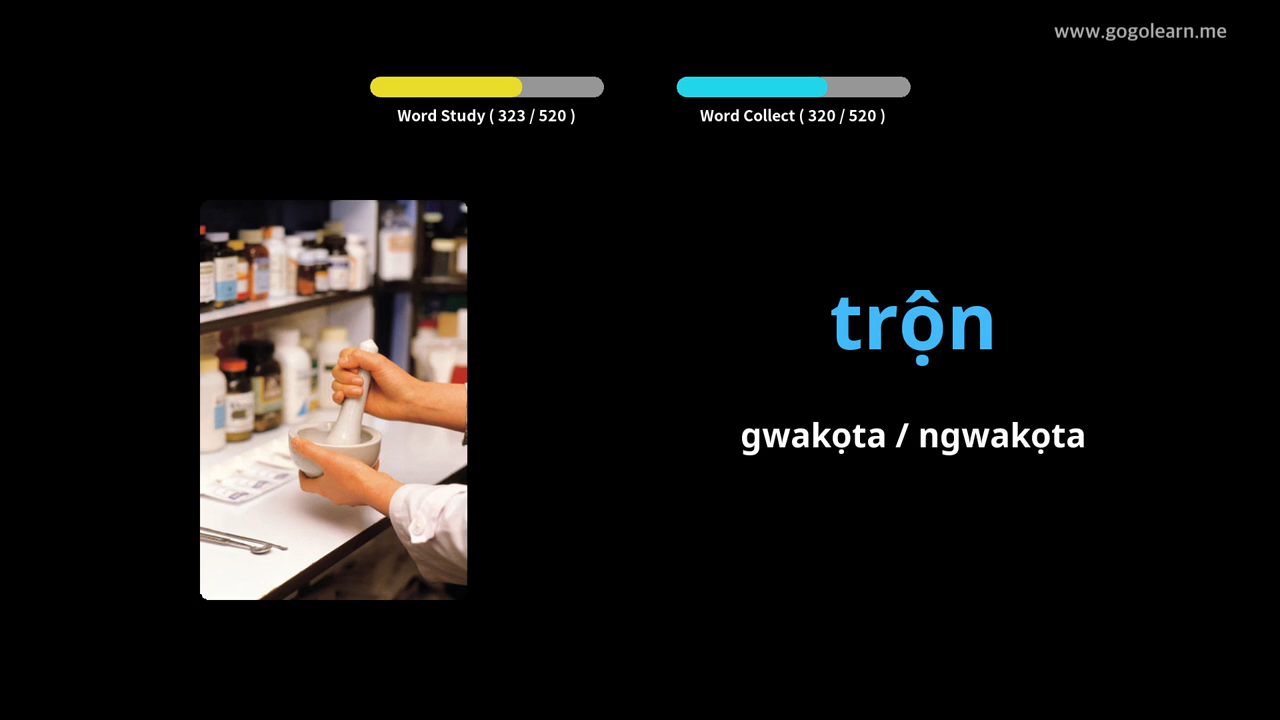 www.gogolearn.me
Word Study ( 323 / 520 )
Word Collect ( 320 / 520 )
trộn
gwakọta / ngwakọta